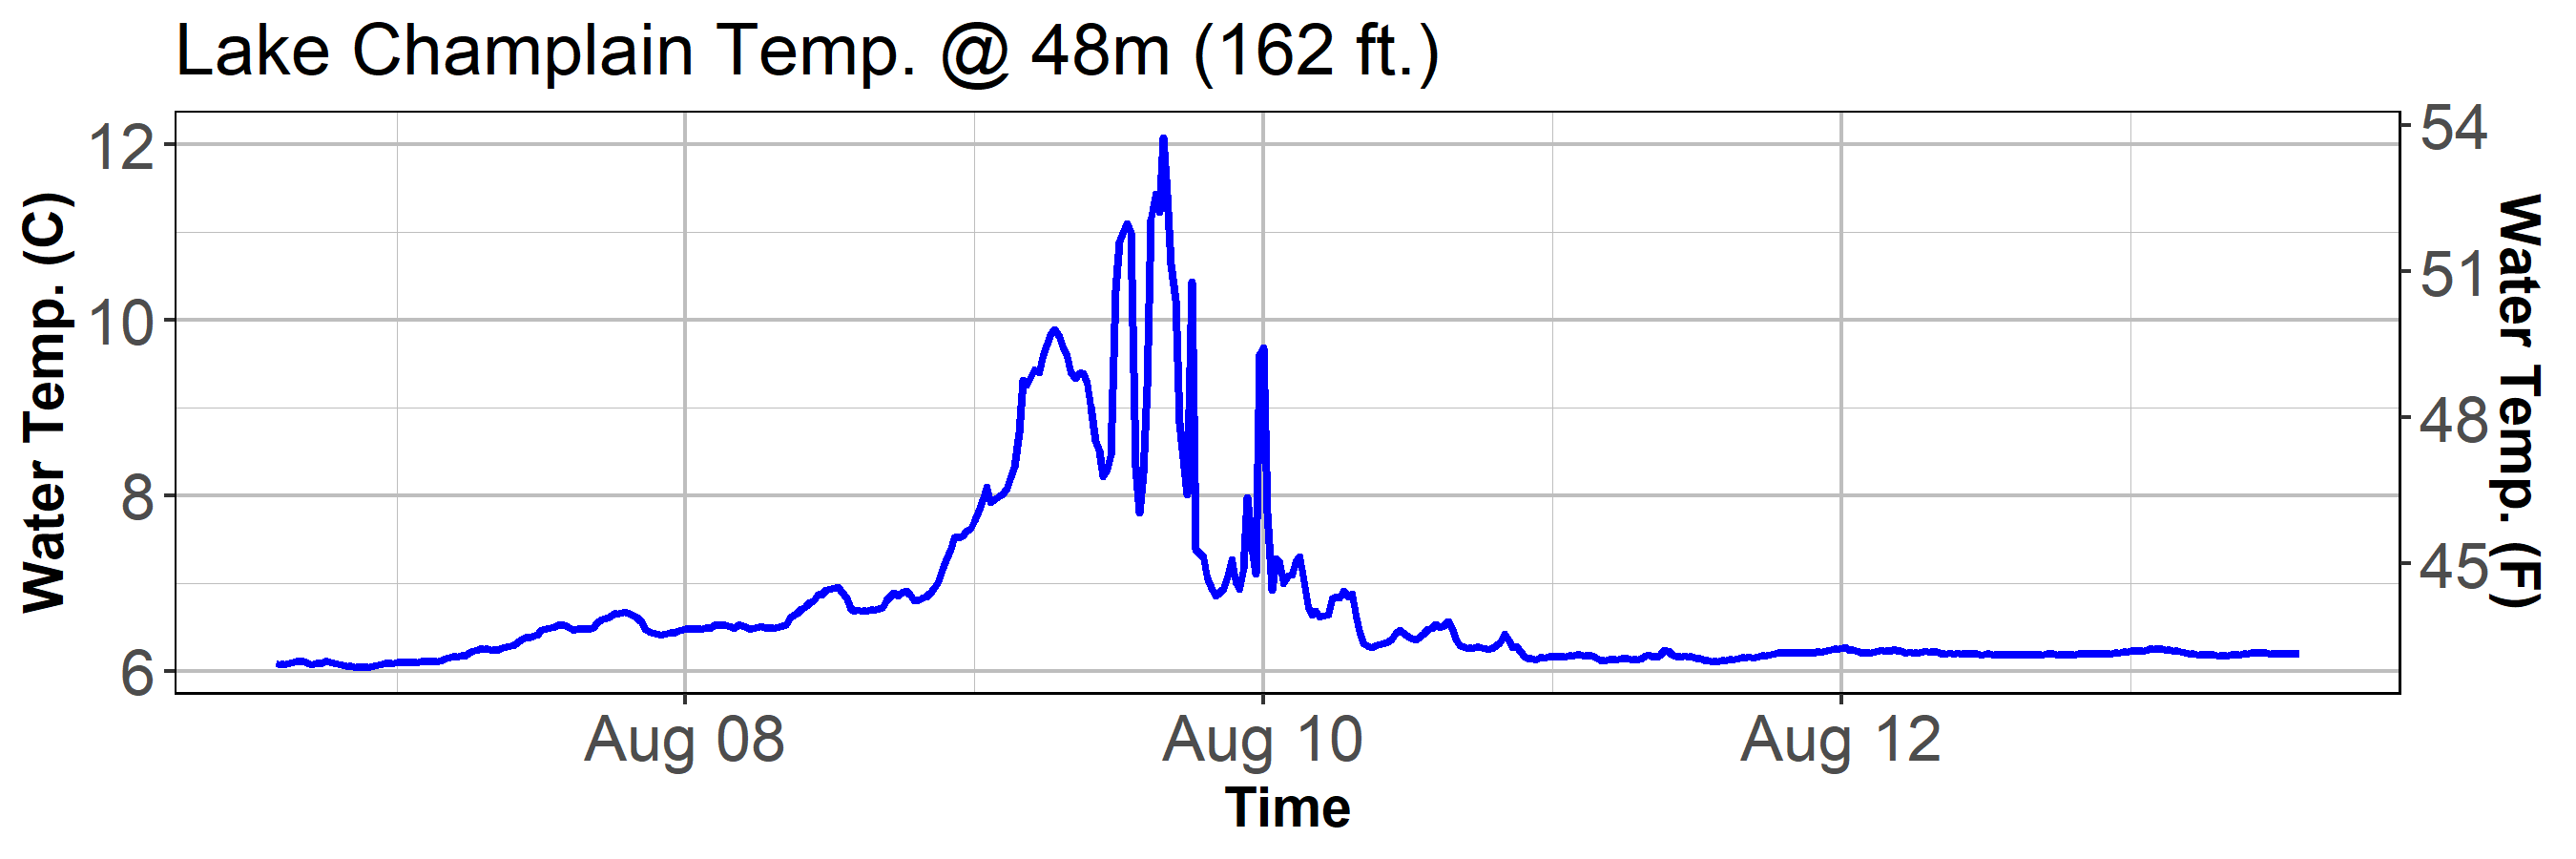 Lake Champlain Temp. @ 48m (162 ft.)
12
10
8
6
Water Temp. (C)
54
51
48
45
Water Temp. (F)
Aug 08
Aug 10
Aug 12
Time